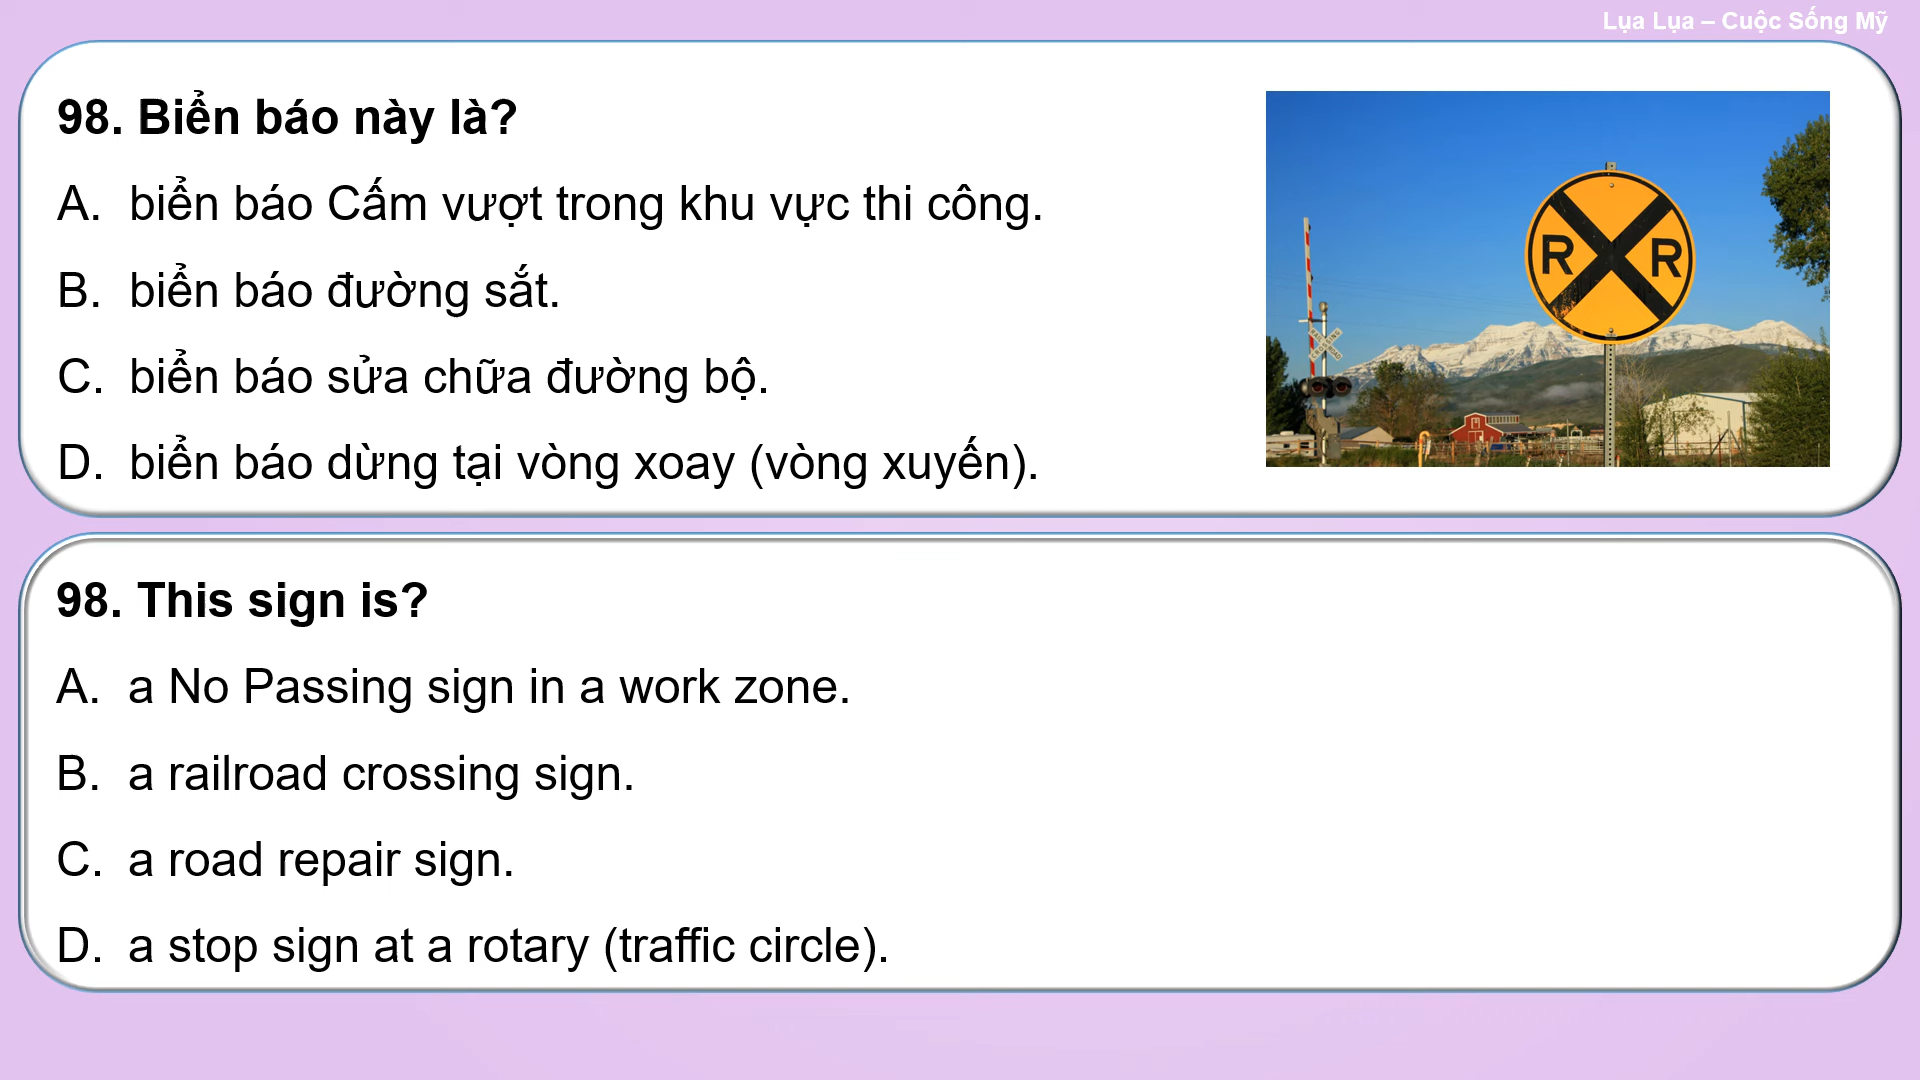 Lụa Lụa – Cuộc Sống Mỹ
98. Biển báo này là?
A. biển báo Cấm vượt trong khu vực thi công.
B. biển báo đường sắt.
C. biển báo sửa chữa đường bộ.
D. biển báo dừng tại vòng xoay (vòng xuyến).
R R
98. This sign is?
A. a No Passing sign in a work zone.
B. a railroad crossing sign.
C. a road repair sign.
D. a stop sign at a rotary (traffic circle).